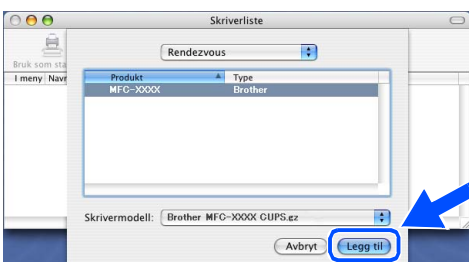 Skriverliste
Rendezvous
Bruk som sta
I meny Navr
Produkt Type
MFC-XXXX Brother
Skrivermodell: Brother MFC-XXXX CUPS.gz
Avbryt Legg til